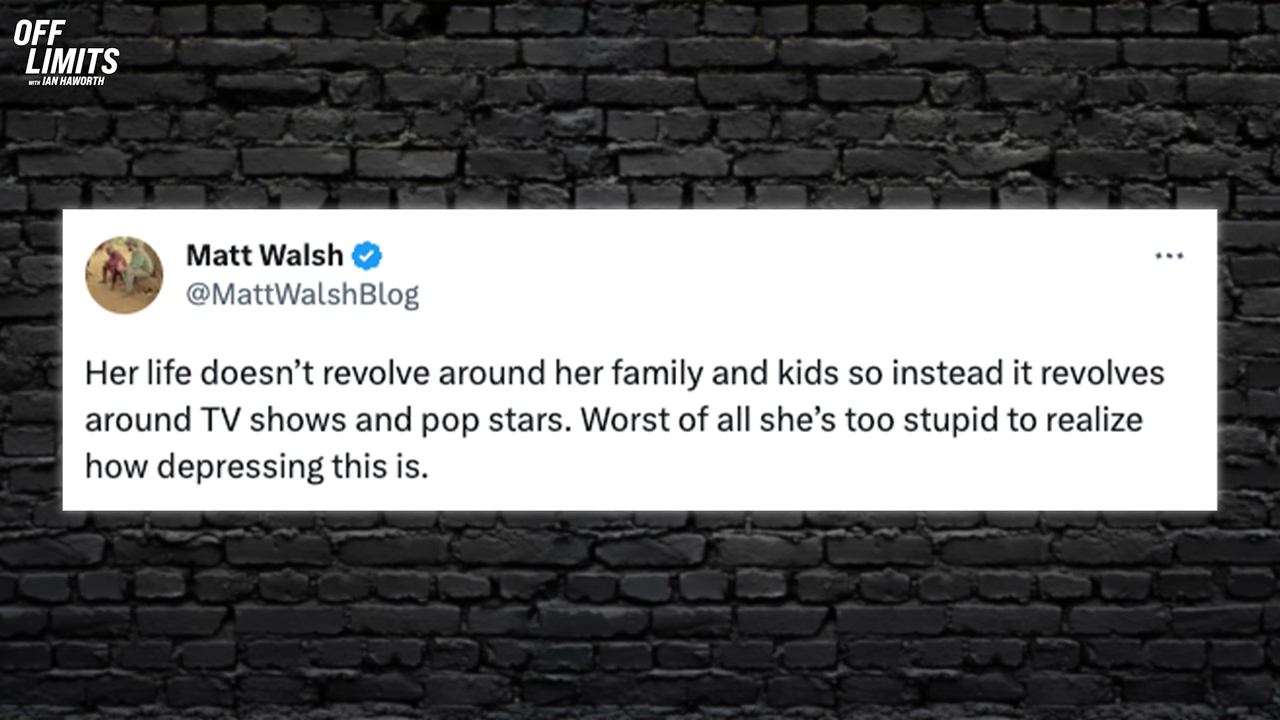 OFF
LIMITS
WITH IAN HAWORTH
Matt Walsh
@MattWalshBlog
Her life doesn’t revolve around her family and kids so instead it revolves
around TV shows and pop stars. Worst of all she’s too stupid to realize
how depressing this is.